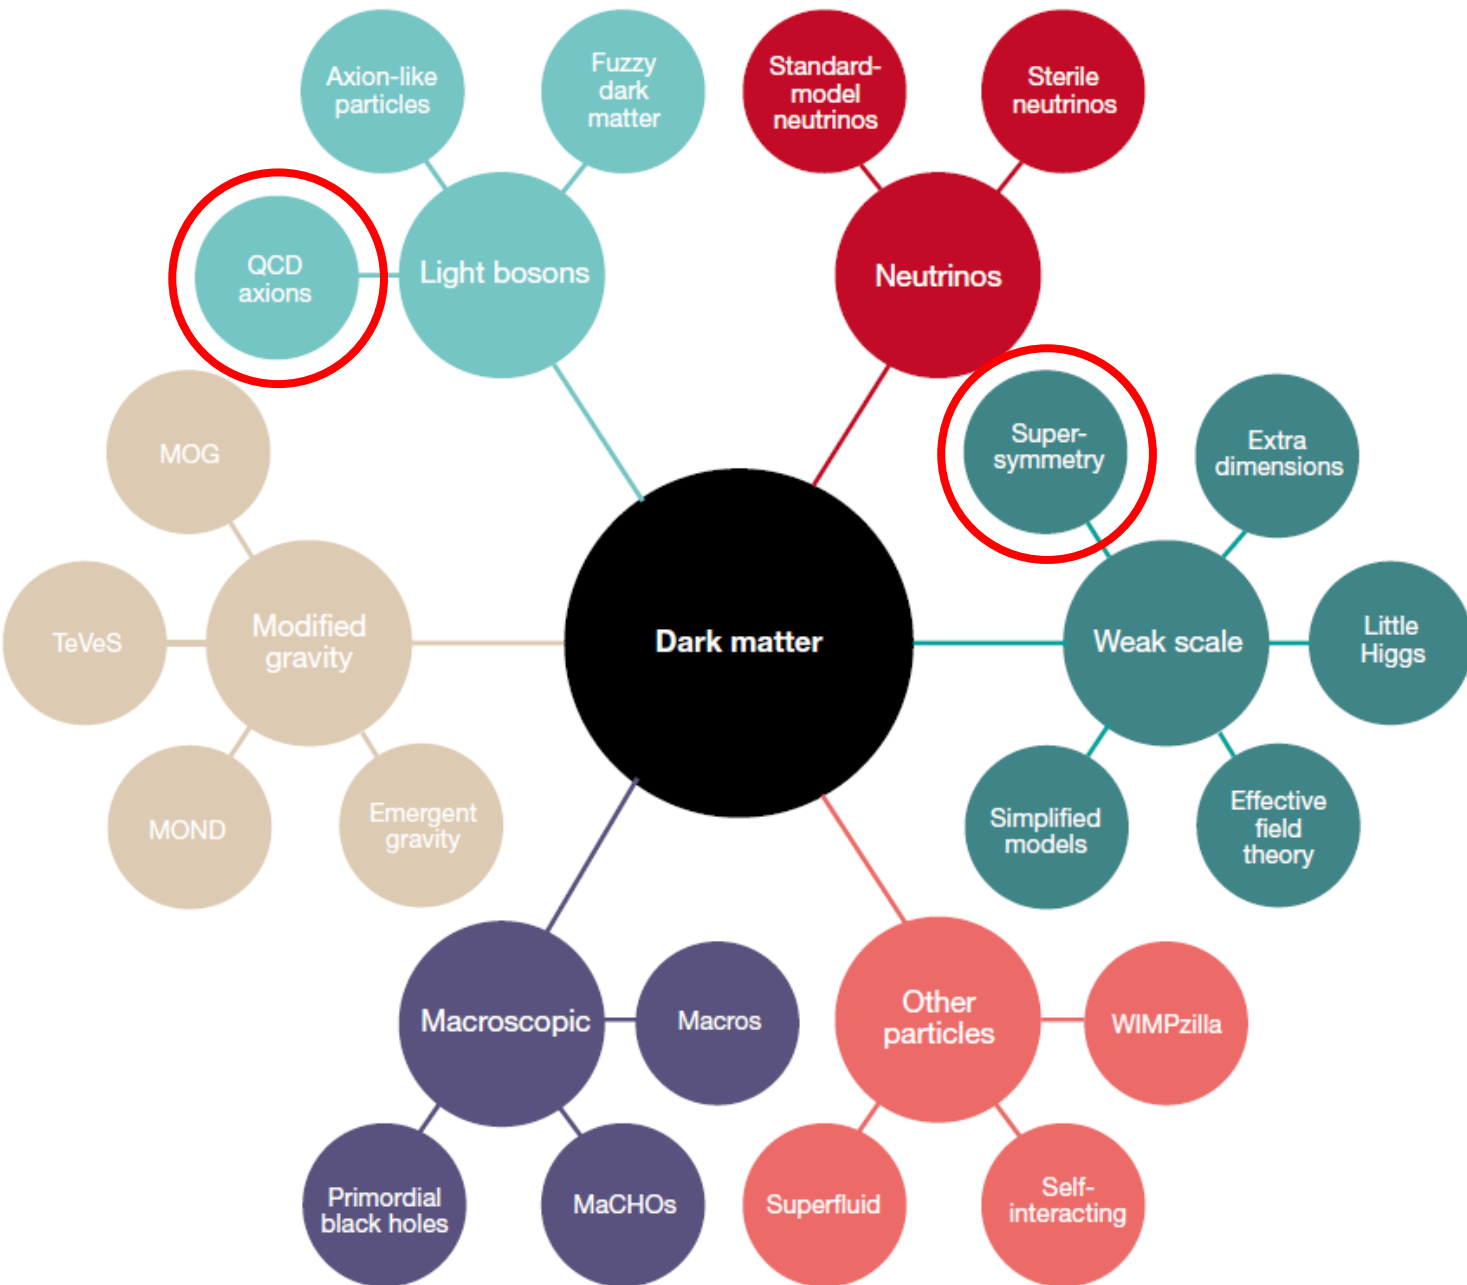 Axion-like
particles
Fuzzy
dark
matter
Standard-
model
neutrinos
Sterile
neutrinos
QCD
axions
Light bosons
Neutrinos
MOG
Super-
symmetry
Extra
dimensions
TeVeS
Modified
gravity
Dark matter
Weak scale
Little
Higgs
MOND
Emergent
gravity
Simplified
models
Effective
field
theory
Macroscopic
Macros
Other
particles
WIMPzilla
Primordial
black holes
MaCHOs
Superfluid
Self-
interacting